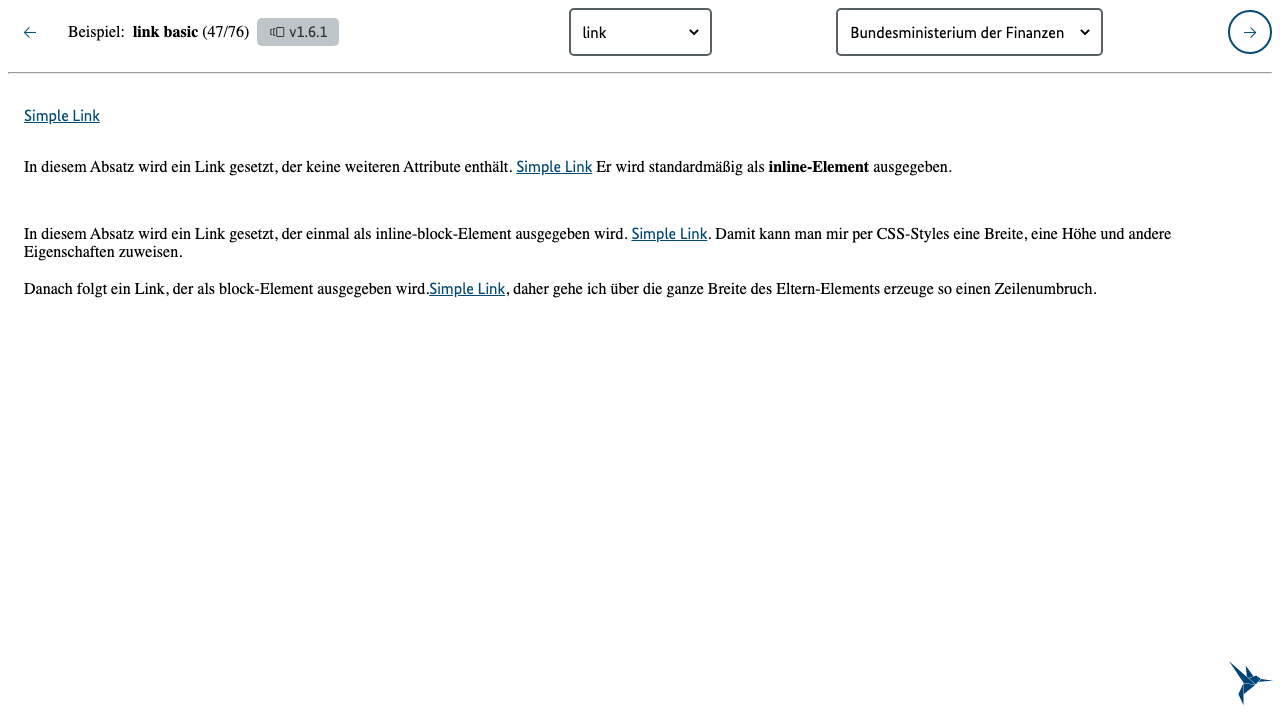 Beispiel: link basic (47/76) v1.6.1 link Bundesministerium der Finanzen
Simple Link
In diesem Absatz wird ein Link gesetzt, der keine weiteren Attribute enthält. Simple Link Er wird standardmäßig als inline-Element ausgegeben.
In diesem Absatz wird ein Link gesetzt, der einmal als inline-block-Element ausgegeben wird. Simple Link. Damit kann man mir per CSS-Styles eine Breite, eine Höhe und andere
Eigenschaften zuweisen.
Danach folgt ein Link, der als block-Element ausgegeben wird.Simple Link, daher gehe ich über die ganze Breite des Eltern-Elements erzeuge so einen Zeilenumbruch.